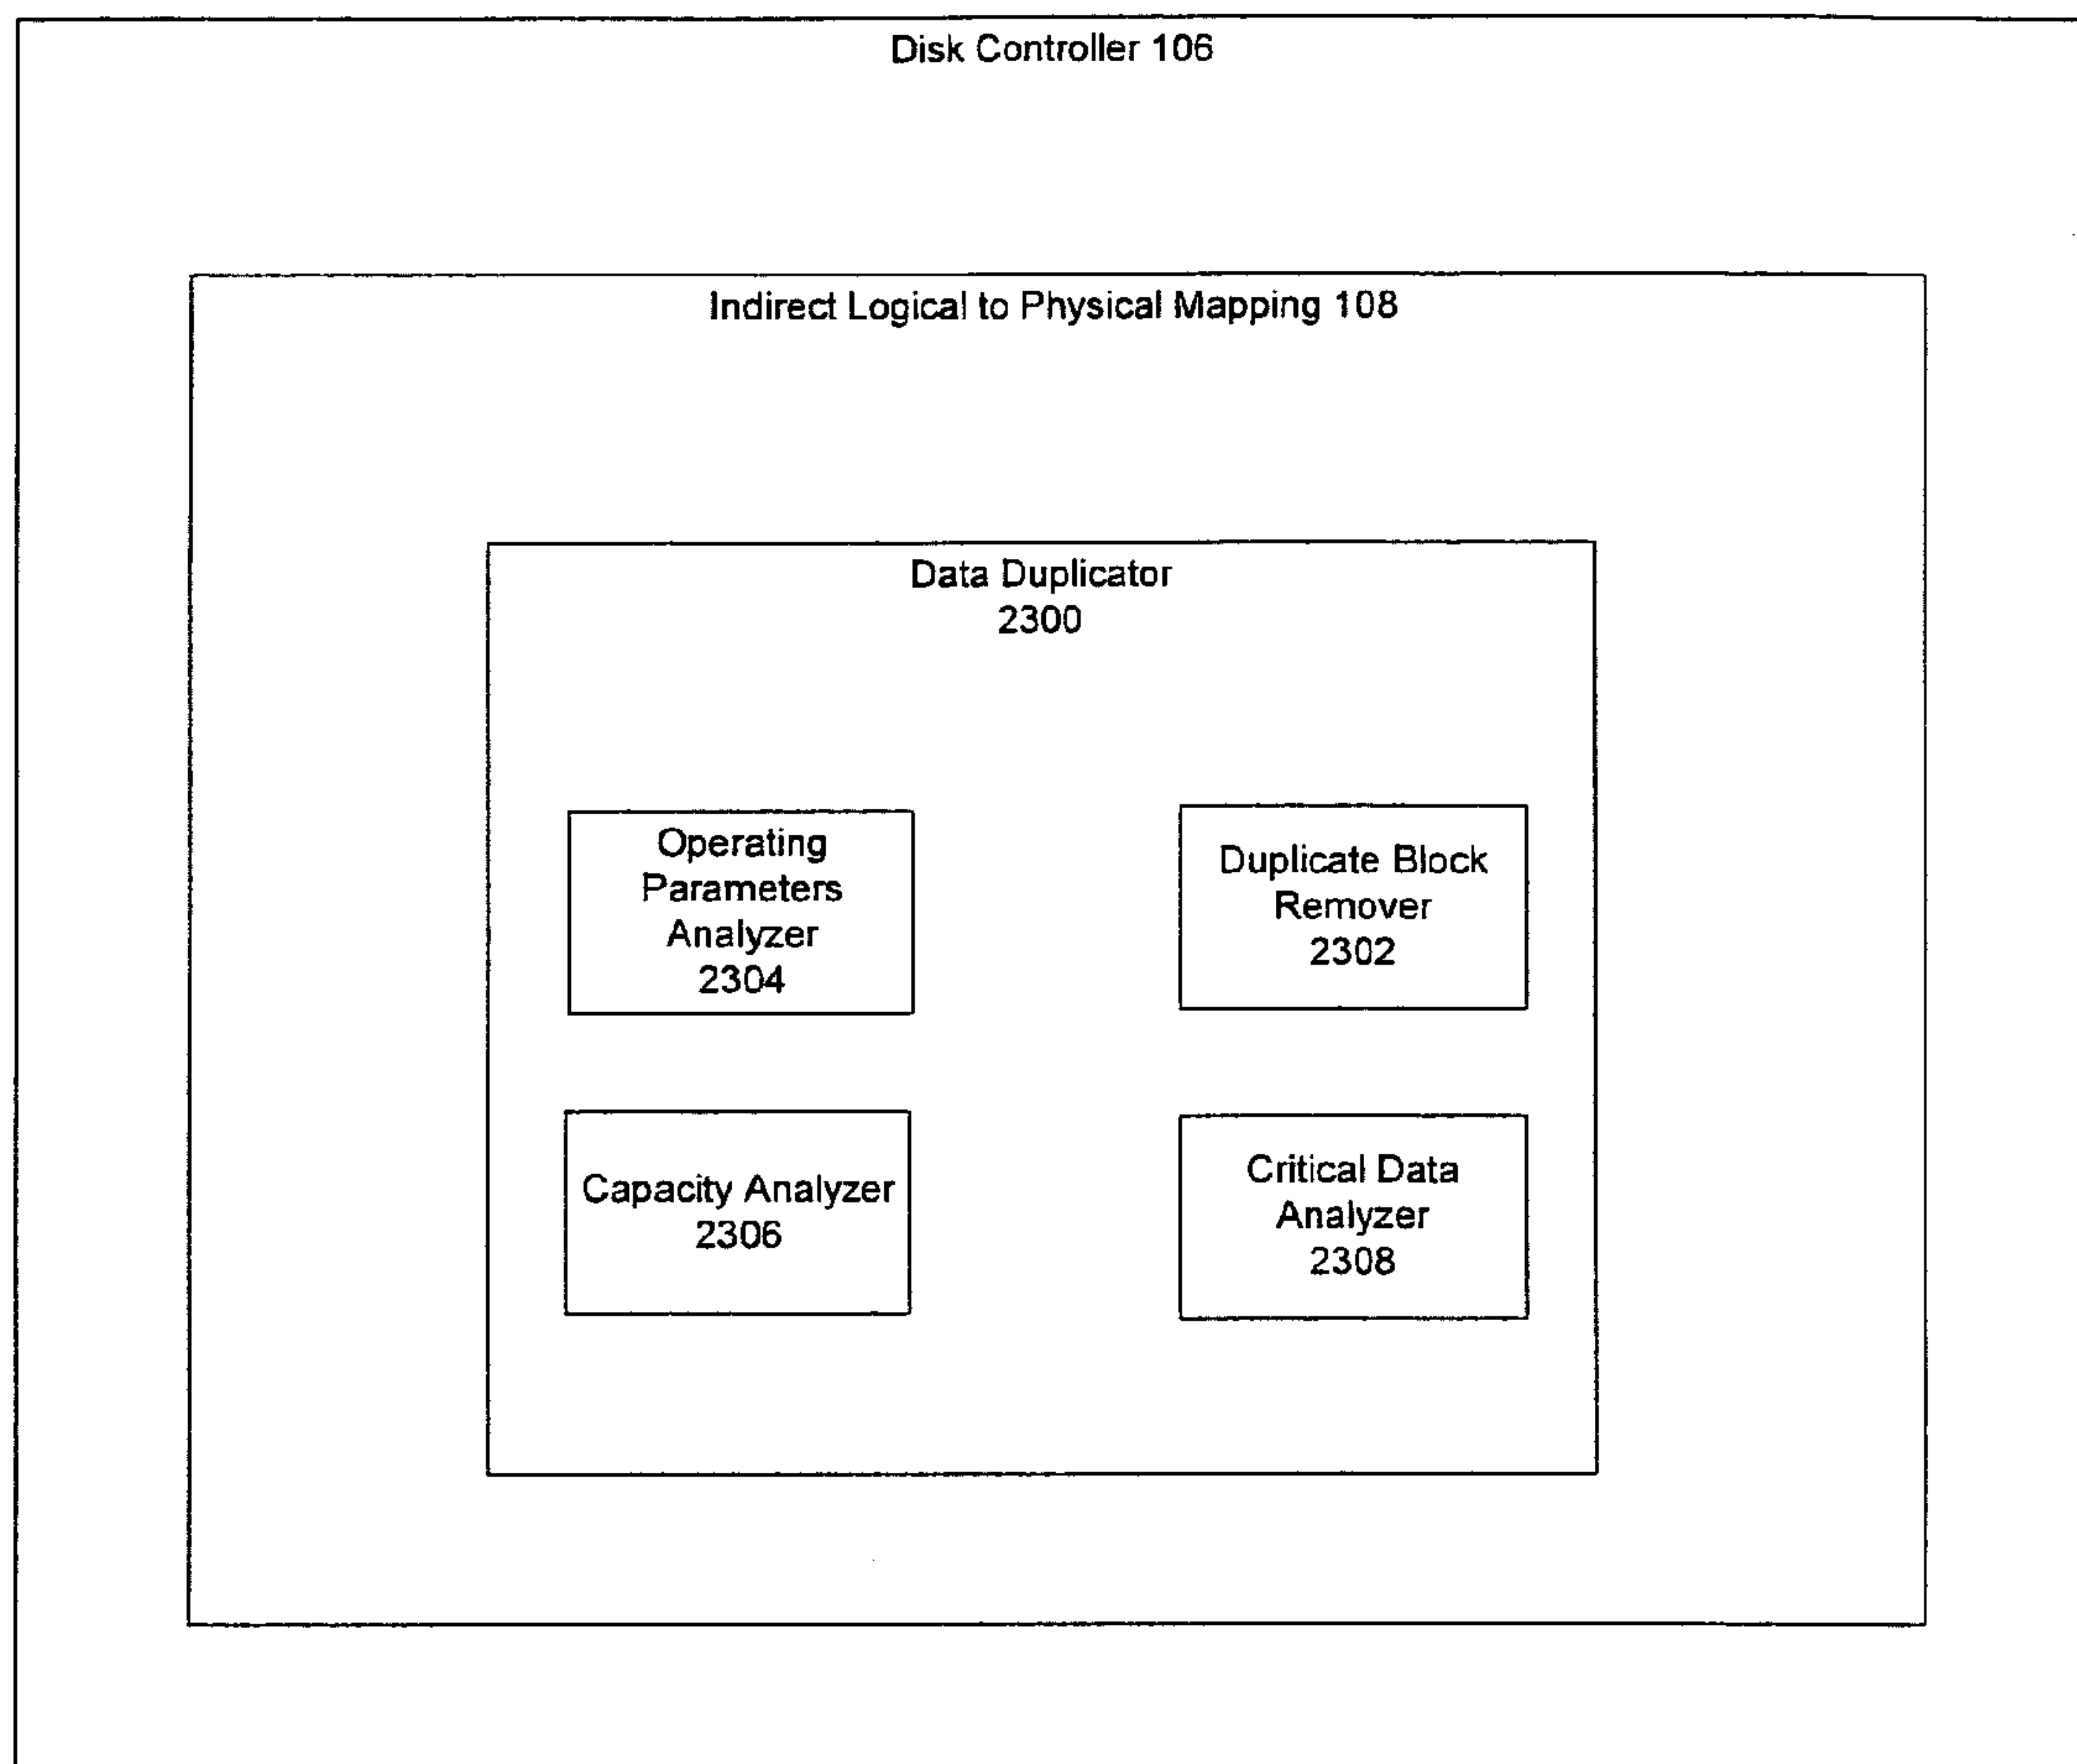 Disk Controller 106
Indirect Logical to Physical Mapping 108
Data Duplicator
2300
Operating
Parameters
Analyzer
2304
Duplicate Block
Remover
2302
Capacity Analyzer
2306
Critical Data
Analyzer
2308